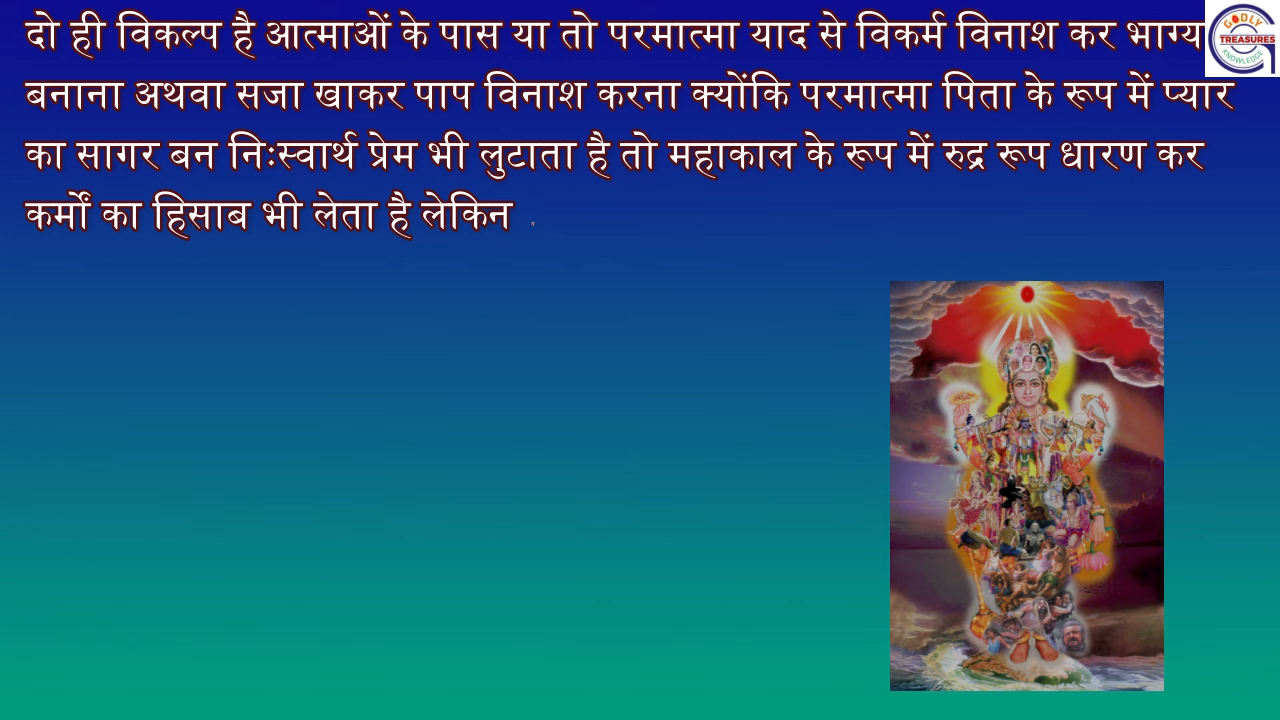 दो ही विकल्प है आत्माओं के पास या तो परमात्मा याद से विकर्म विनाश कर भाग्य
बनाना अथवा सजा खाकर पाप विनाश करना क्योंकि परमात्मा पिता के रूप में प्यार
का सागर बन निःस्वार्थ प्रेम भी लुटाता है तो महाकाल के रूप में रुद्र रूप धारण कर
कर्मों का हिसाब भी लेता है लेकिन
GODLY
TREASURES
KNOWLEDGE